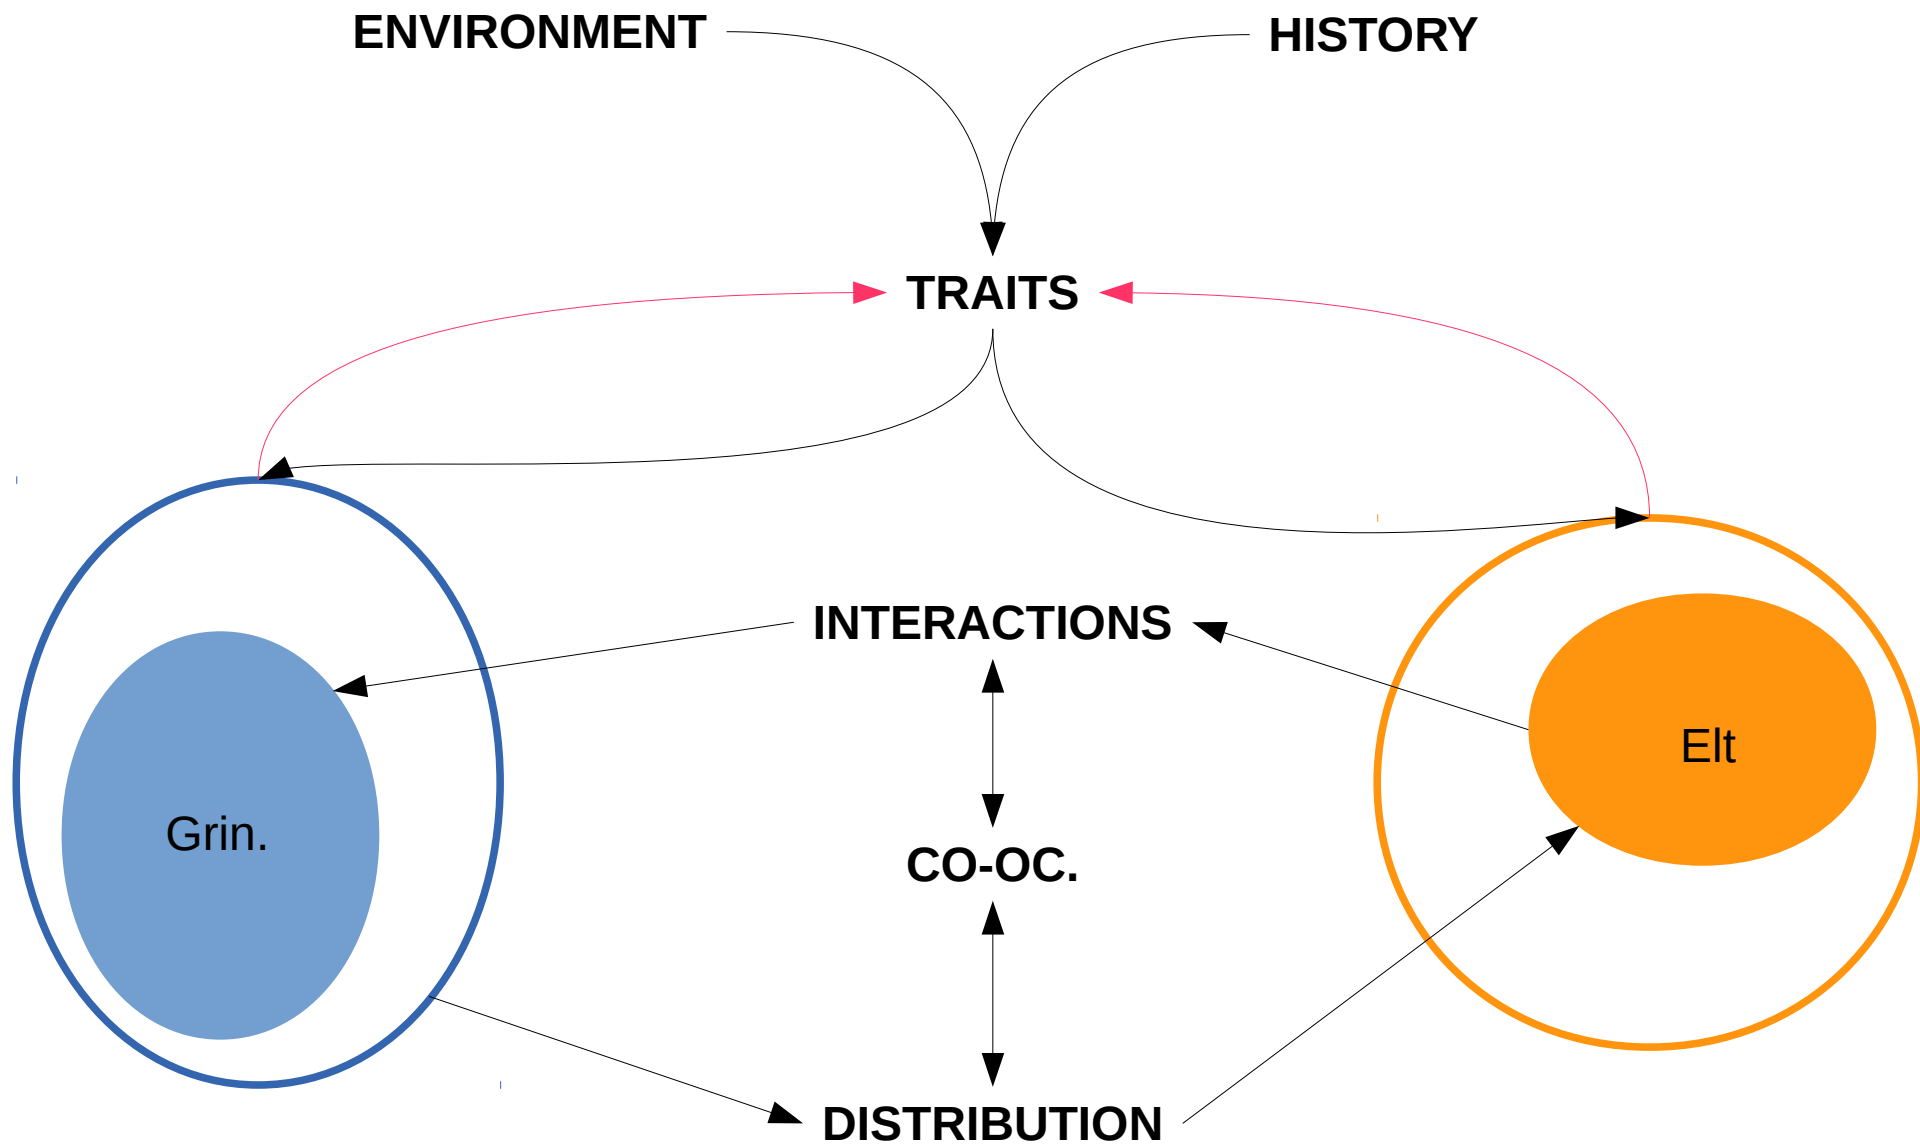 ENVIRONMENT
HISTORY
TRAITS
INTERACTIONS
Elt
Grin.
CO-OC.
DISTRIBUTION